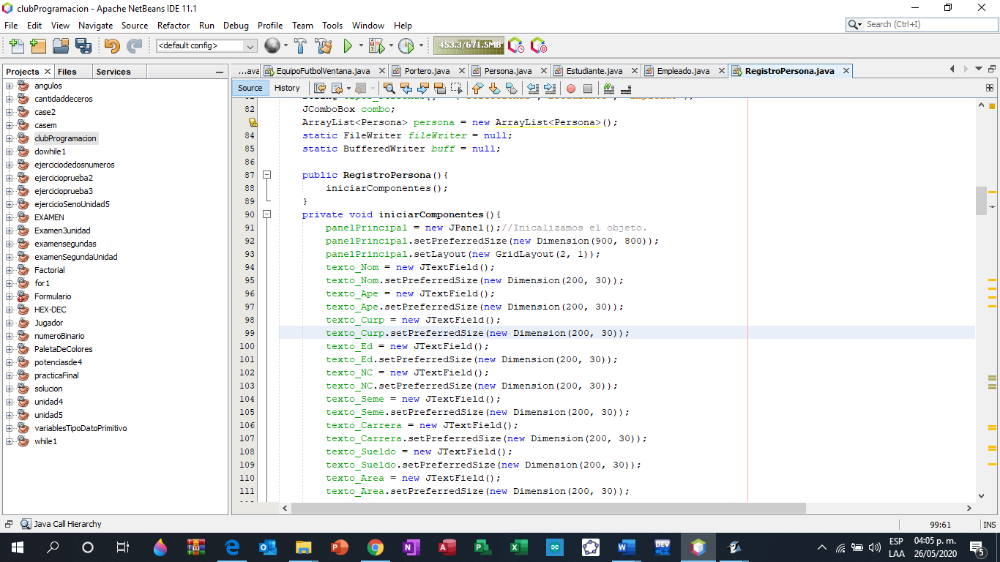 clubProgramacion - Apache NetBeans IDE 11.1
File Edit View Navigate Source Refactor Run Debug Profile Team Tools Window Help
Search (Ctrl+I)
<default config>
453.3/671.5MB
Projects Files Services
...ava EquipoFutbolVentana.java Portero.java Persona.java Estudiante.java Empleado.java RegistroPersona.java
Source History
angulos
cantidaddeceros
case2
casem
clubProgramacion
dowhile1
ejerciciodedosnumeros
ejercicioprueba2
ejercicioprueba3
ejercicioSenoUnidad5
EXAMEN
Examen3unidad
examensegundas
examenSegundaUnidad
Factorial
for1
Formulario
HEX-DEC
Jugador
numeroBinario
PaletaDeColores
potenciasde4
practicaFinal
solucion
unidad4
unidad5
variablesTipoDatoPrimitivo
while1
82 JComboBox combo;
ArrayList<Persona> persona = new ArrayList<Persona>();
84 static FileWriter fileWriter = null;
85 static BufferedWriter buff = null;
86
87 public RegistroPersona(){
88 iniciarComponentes();
89 }
90 private void iniciarComponentes(){
91 panelPrincipal = new JPanel();//Inicalizamos el objeto.
92 panelPrincipal.setPreferredSize(new Dimension(900, 800));
93 panelPrincipal.setLayout(new GridLayout(2, 1));
94 texto_Nom = new JTextField();
95 texto_Nom.setPreferredSize(new Dimension(200, 30));
96 texto_Ape = new JTextField();
97 texto_Ape.setPreferredSize(new Dimension(200, 30));
98 texto_Curp = new JTextField();
99 texto_Curp.setPreferredSize(new Dimension(200, 30));
100 texto_Ed = new JTextField();
101 texto_Ed.setPreferredSize(new Dimension(200, 30));
102 texto_NC = new JTextField();
103 texto_NC.setPreferredSize(new Dimension(200, 30));
104 texto_Seme = new JTextField();
105 texto_Seme.setPreferredSize(new Dimension(200, 30));
106 texto_Carrera = new JTextField();
107 texto_Carrera.setPreferredSize(new Dimension(200, 30));
108 texto_Sueldo = new JTextField();
109 texto_Sueldo.setPreferredSize(new Dimension(200, 30));
110 texto_Area = new JTextField();
111 texto_Area.setPreferredSize(new Dimension(200, 30));
Java Call Hierarchy
99:61 INS
ESP
LAA
04:05 p. m.
26/05/2020
5